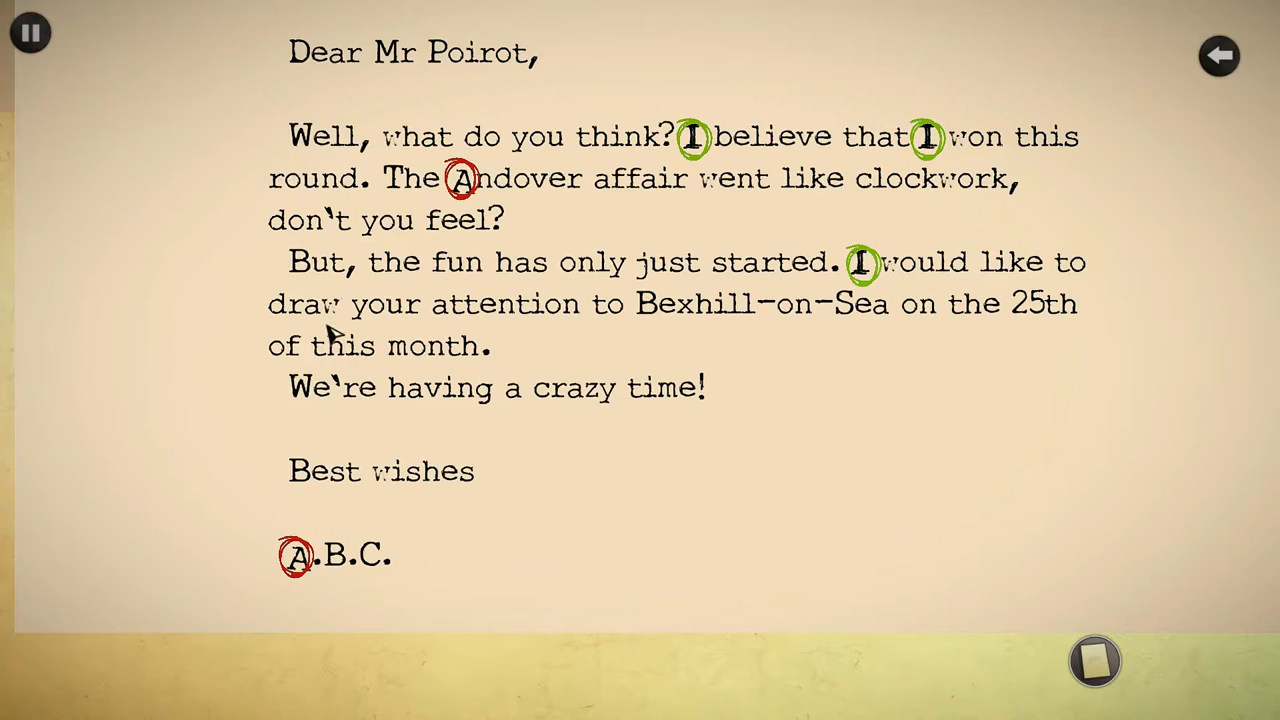 Dear Mr Poirot,
Well, what do you think? I believe that I won this
round. The Andover affair went like clockwork,
don't you feel?
But, the fun has only just started. I would like to
draw your attention to Bexhill-on-Sea on the 25th
of this month.
We're having a crazy time!
Best wishes
A.B.C.